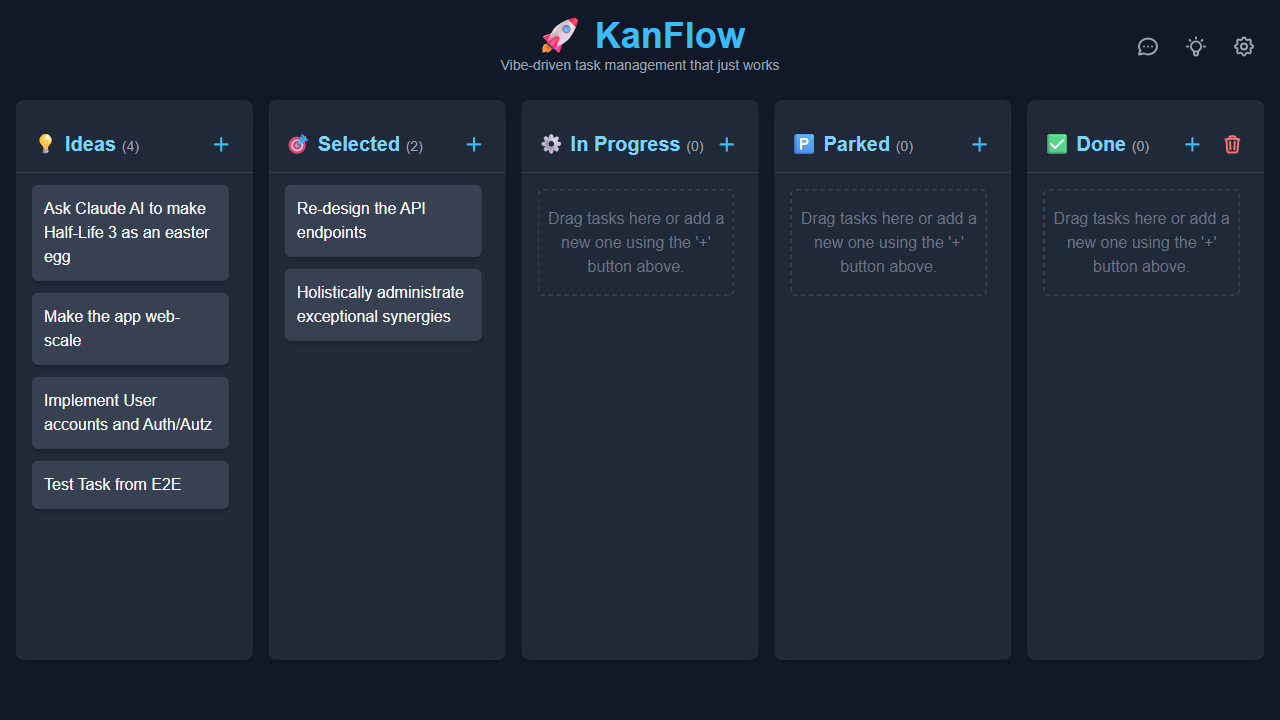 🚀 KanFlow
Vibe-driven task management that just works
💡 Ideas (4)
Ask Claude AI to make
Half-Life 3 as an easter
egg
Make the app web-
scale
Implement User
accounts and Auth/Autz
Test Task from E2E
🎯 Selected (2)
Re-design the API
endpoints
Holistically administrate
exceptional synergies
⚙️ In Progress (0)
Drag tasks here or add a
new one using the '+'
button above.
🅿️ Parked (0)
Drag tasks here or add a
new one using the '+'
button above.
✅ Done (0)
Drag tasks here or add a
new one using the '+'
button above.